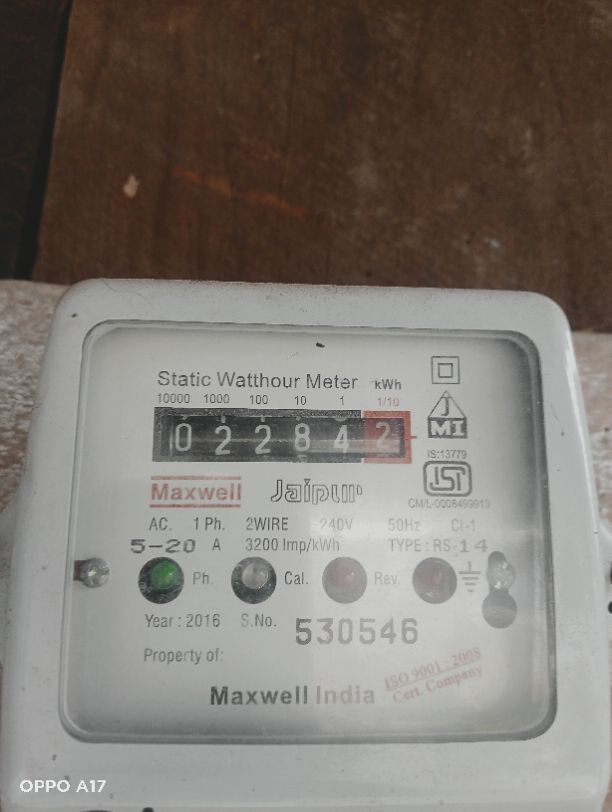 Static Watthour Meter kWh
10000 1000 100 10 1 1/10
0 2 2 8 4 2
J
MI
IS:13779
ISI
CM/L-0008499913
Maxwell Jaipur
AC. 1 Ph. 2WIRE 240V 50Hz Cl-1
5-20 A 3200 Imp/kWh TYPE : RS-14
Ph. Cal. Rev.
Year : 2016 S.No. 530546
Property of:
ISO 9001 : 2008
Cert. Company
Maxwell India
OPPO A17